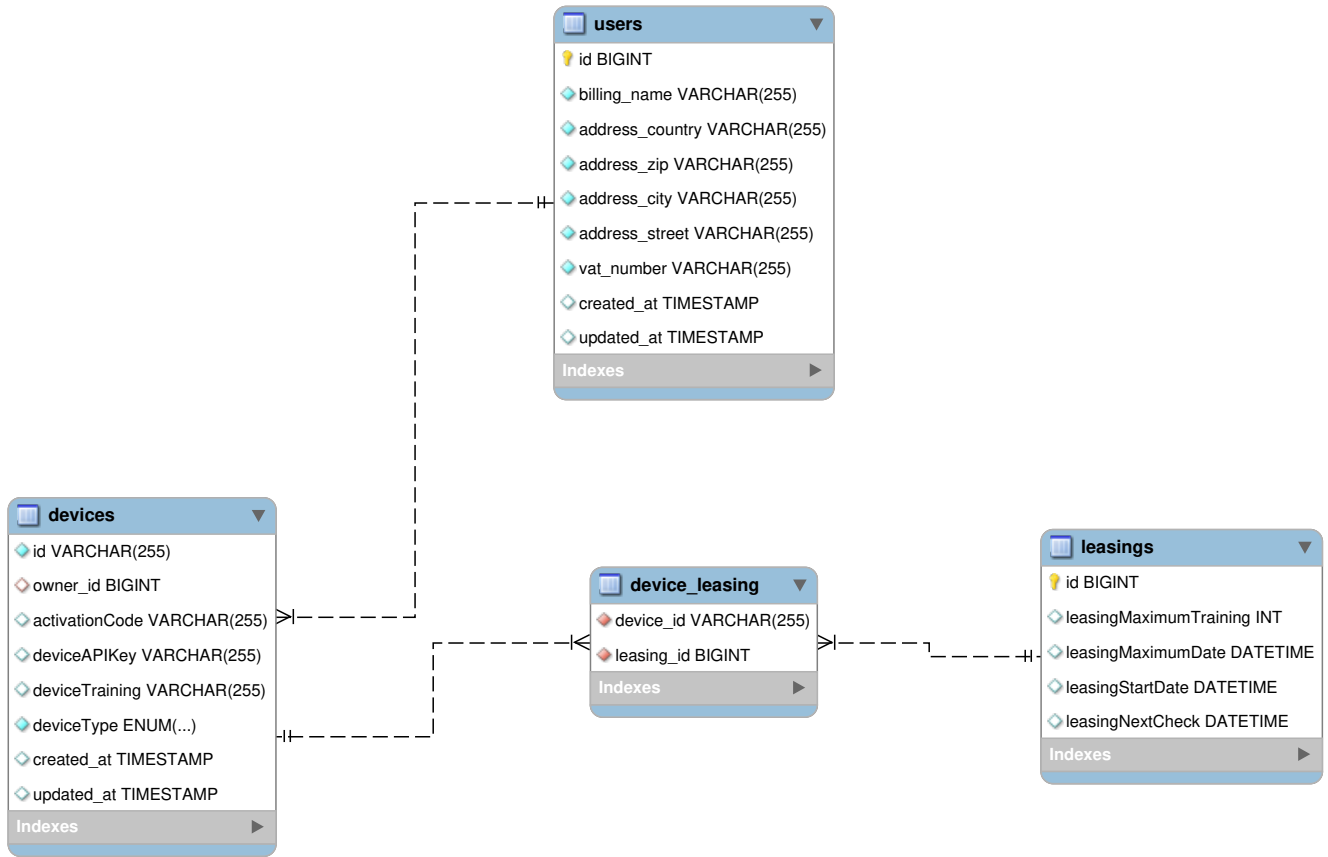 users
id BIGINT
billing_name VARCHAR(255)
address_country VARCHAR(255)
address_zip VARCHAR(255)
address_city VARCHAR(255)
address_street VARCHAR(255)
vat_number VARCHAR(255)
created_at TIMESTAMP
updated_at TIMESTAMP
Indexes
devices
id VARCHAR(255)
owner_id BIGINT
activationCode VARCHAR(255)
deviceAPIKey VARCHAR(255)
deviceTraining VARCHAR(255)
deviceType ENUM(...)
created_at TIMESTAMP
updated_at TIMESTAMP
Indexes
device_leasing
device_id VARCHAR(255)
leasing_id BIGINT
Indexes
leasings
id BIGINT
leasingMaximumTraining INT
leasingMaximumDate DATETIME
leasingStartDate DATETIME
leasingNextCheck DATETIME
Indexes